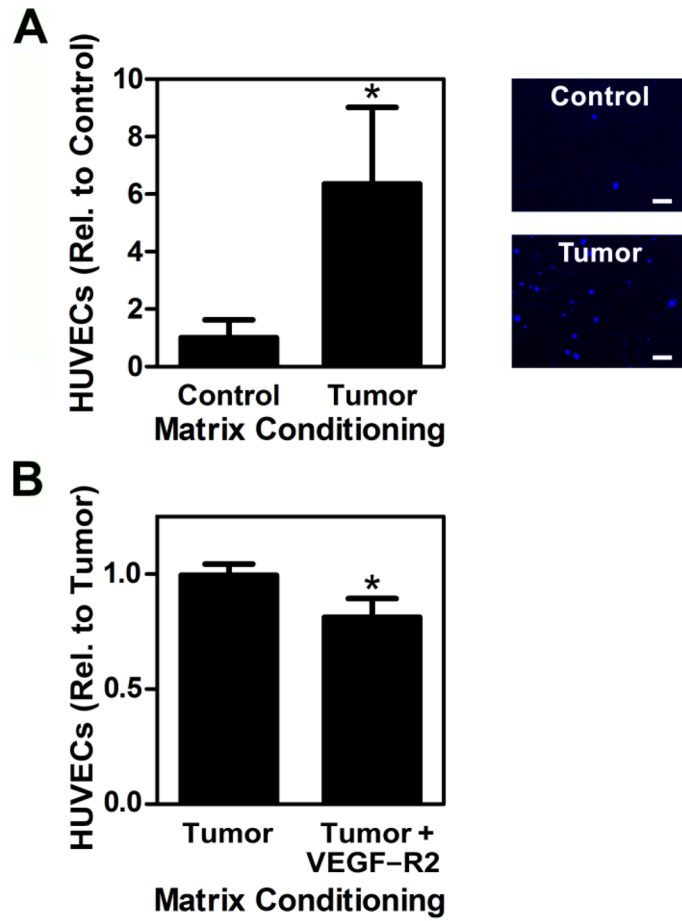 A
HUVECs (Rel. to Control)
10
8
6
4
2
0
*
Control
Tumor
Matrix Conditioning
Control
Tumor
B
HUVECs (Rel. to Tumor)
1.0
0.5
0.0
*
Tumor
Tumor +
VEGF–R2
Matrix Conditioning